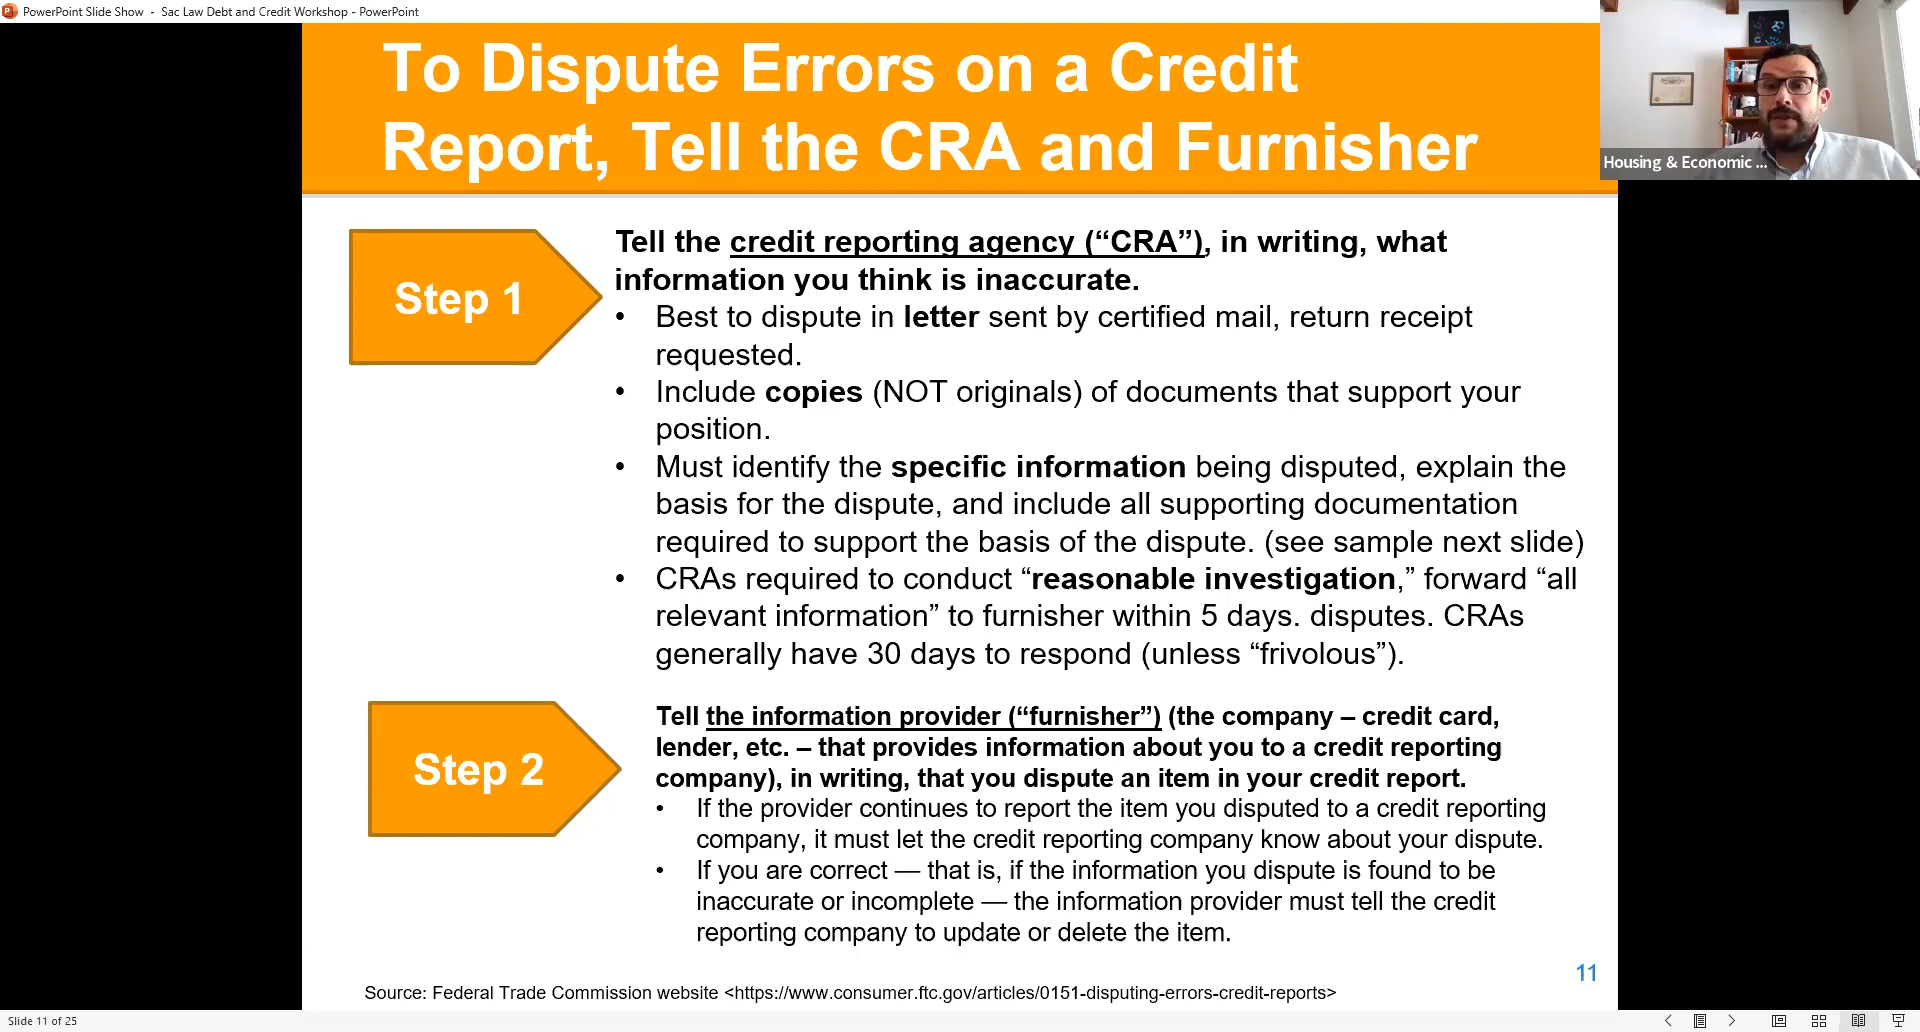 PowerPoint Slide Show - Sac Law Debt and Credit Workshop - PowerPoint
To Dispute Errors on a Credit
Report, Tell the CRA and Furnisher
Housing & Economic ...
Step 1
Tell the credit reporting agency (“CRA”), in writing, what
information you think is inaccurate.
• Best to dispute in letter sent by certified mail, return receipt
requested.
• Include copies (NOT originals) of documents that support your
position.
• Must identify the specific information being disputed, explain the
basis for the dispute, and include all supporting documentation
required to support the basis of the dispute. (see sample next slide)
• CRAs required to conduct “reasonable investigation,” forward “all
relevant information” to furnisher within 5 days. disputes. CRAs
generally have 30 days to respond (unless “frivolous”).
Step 2
Tell the information provider (“furnisher”) (the company – credit card,
lender, etc. – that provides information about you to a credit reporting
company), in writing, that you dispute an item in your credit report.
• If the provider continues to report the item you disputed to a credit reporting
company, it must let the credit reporting company know about your dispute.
• If you are correct — that is, if the information you dispute is found to be
inaccurate or incomplete — the information provider must tell the credit
reporting company to update or delete the item.
11
Source: Federal Trade Commission website <https://www.consumer.ftc.gov/articles/0151-disputing-errors-credit-reports>
Slide 11 of 25